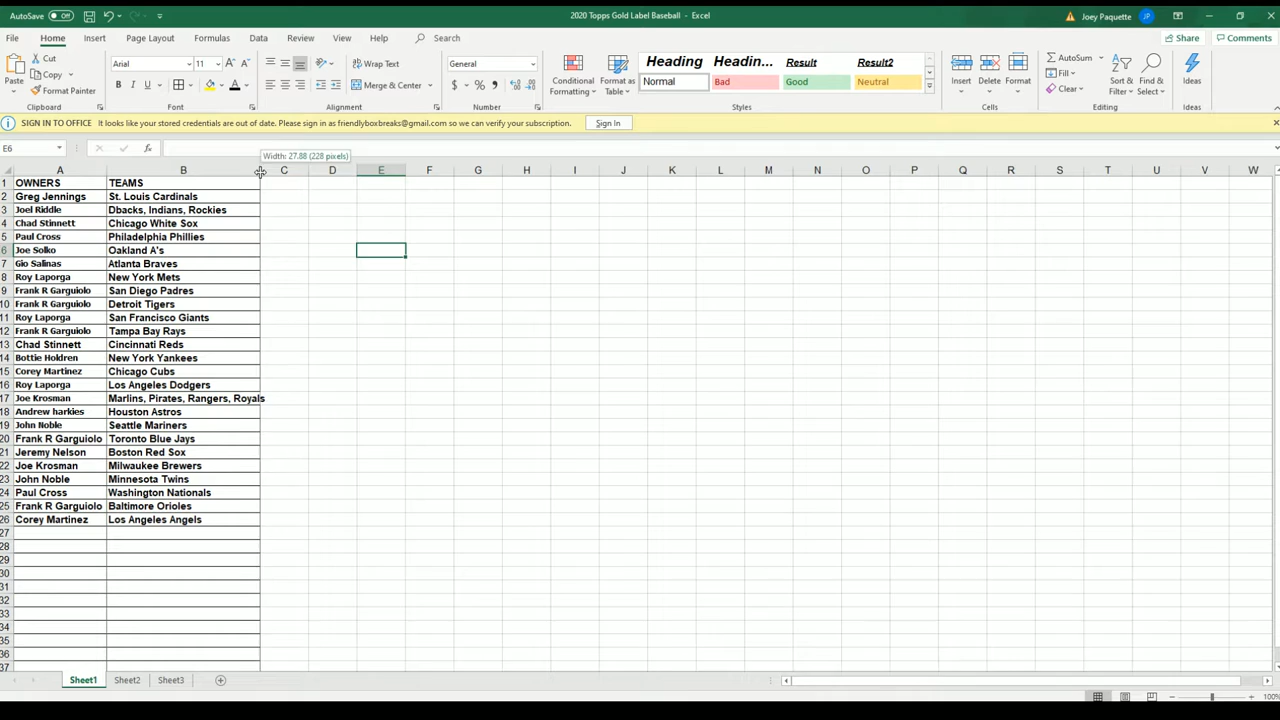 AutoSave Off 2020 Topps Gold Label Baseball - Excel Joey Paquette JP
File Home Insert Page Layout Formulas Data Review View Help Search Share Comments
Paste Cut Copy Format Painter Clipboard
Arial 11 A A B I U A Font
Wrap Text Merge & Center Alignment
General $ % , Number
Conditional Formatting Format as Table
Heading Headin... Result Result2
Normal Bad Good Neutral Styles
Insert Delete Format Cells
AutoSum Fill Clear Sort & Filter Find & Select Editing
Ideas Ideas
SIGN IN TO OFFICE It looks like your stored credentials are out of date. Please sign in as friendlyboxbreaks@gmail.com so we can verify your subscription. Sign In
E6 fx
Width: 27.88 (228 pixels)
A B C D E F G H I J K L M N O P Q R S T U V W
1 OWNERS TEAMS
2 Greg Jennings St. Louis Cardinals
3 Joel Riddle Dbacks, Indians, Rockies
4 Chad Stinnett Chicago White Sox
5 Paul Cross Philadelphia Phillies
6 Joe Solko Oakland A's
7 Gio Salinas Atlanta Braves
8 Roy Laporga New York Mets
9 Frank R Garguiolo San Diego Padres
10 Frank R Garguiolo Detroit Tigers
11 Roy Laporga San Francisco Giants
12 Frank R Garguiolo Tampa Bay Rays
13 Chad Stinnett Cincinnati Reds
14 Bottie Holdren New York Yankees
15 Corey Martinez Chicago Cubs
16 Roy Laporga Los Angeles Dodgers
17 Joe Krosman Marlins, Pirates, Rangers, Royals
18 Andrew harkies Houston Astros
19 John Noble Seattle Mariners
20 Frank R Garguiolo Toronto Blue Jays
21 Jeremy Nelson Boston Red Sox
22 Joe Krosman Milwaukee Brewers
23 John Noble Minnesota Twins
24 Paul Cross Washington Nationals
25 Frank R Garguiolo Baltimore Orioles
26 Corey Martinez Los Angeles Angels
27
28
29
30
31
32
33
34
35
36
37
Sheet1 Sheet2 Sheet3
100%